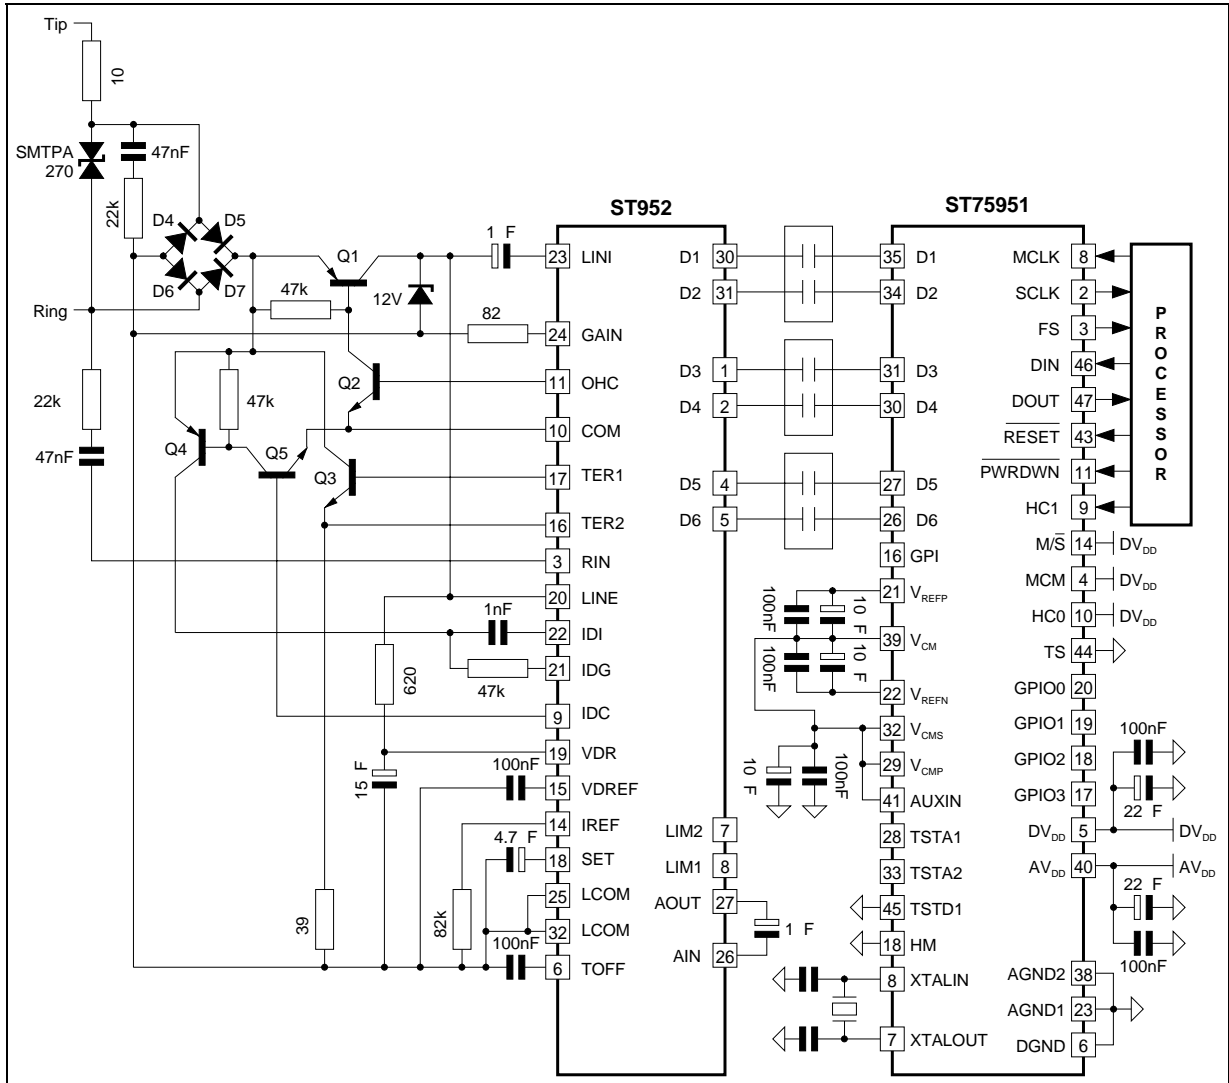 Tip
10
SMTPA
270
47nF
22k
D4
D5
D6
D7
Ring
22k
47nF
Q1
47k
12V
1 F
82
Q2
47k
Q4
Q5
Q3
1nF
620
47k
15 F
100nF
4.7 F
39
82k
100nF
ST952
23 LINI
24 GAIN
11 OHC
10 COM
17 TER1
16 TER2
3 RIN
20 LINE
22 IDI
21 IDG
9 IDC
19 VDR
15 VDREF
14 IREF
18 SET
25 LCOM
32 LCOM
6 TOFF
D1 30
D2 31
D3 1
D4 2
D5 4
D6 5
LIM2 7
LIM1 8
AOUT 27
AIN 26
1 F
ST75951
35 D1
34 D2
31 D3
30 D4
27 D5
26 D6
16 GPI
21 VREFP
39 VCM
22 VREFN
32 VCMS
29 VCMP
41 AUXIN
28 TSTA1
33 TSTA2
45 TSTD1
18 HM
8 XTALIN
7 XTALOUT
100nF
10 F
100nF
10 F
10 F
100nF
MCLK 8
SCLK 2
FS 3
DIN 46
DOUT 47
RESET 43
PWRDWN 11
HC1 9
M/S 14 DVDD
MCM 4 DVDD
HC0 10 DVDD
TS 44
GPIO0 20
GPIO1 19
GPIO2 18
GPIO3 17
DVDD 5 DVDD
AVDD 40 AVDD
AGND2 38
AGND1 23
DGND 6
100nF
22 F
22 F
100nF
PROCESSOR